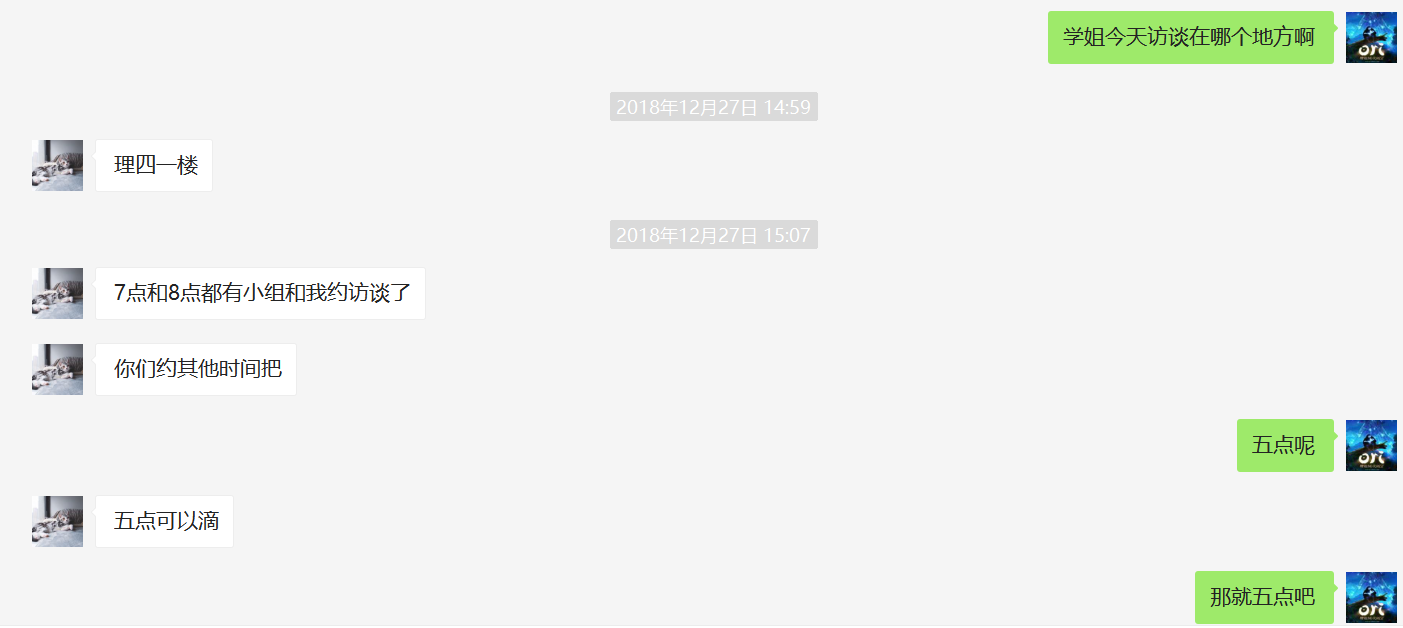 学姐今天访谈在哪个地方啊
2018年12月27日 14:59
理四一楼
2018年12月27日 15:07
7点和8点都有小组和我约访谈了
你们约其他时间把
五点呢
五点可以滴
那就五点吧
ori
ori
ori